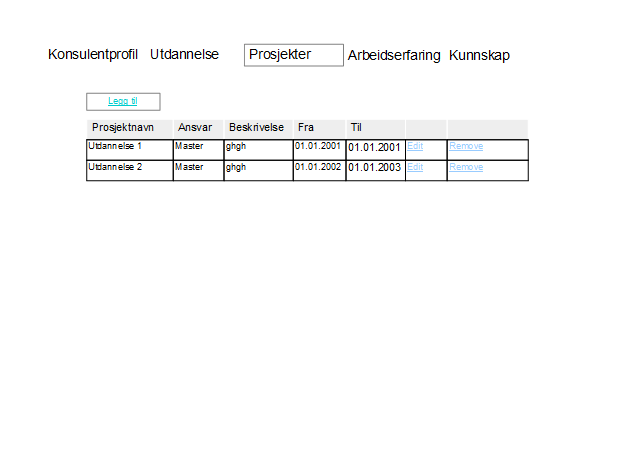 Konsulentprofil Utdannelse Prosjekter Arbeidserfaring Kunnskap
Legg til
Prosjektnavn Ansvar Beskrivelse Fra Til
Utdannelse 1 Master ghgh 01.01.2001 01.01.2001 Edit Remove
Utdannelse 2 Master ghgh 01.01.2002 01.01.2003 Edit Remove